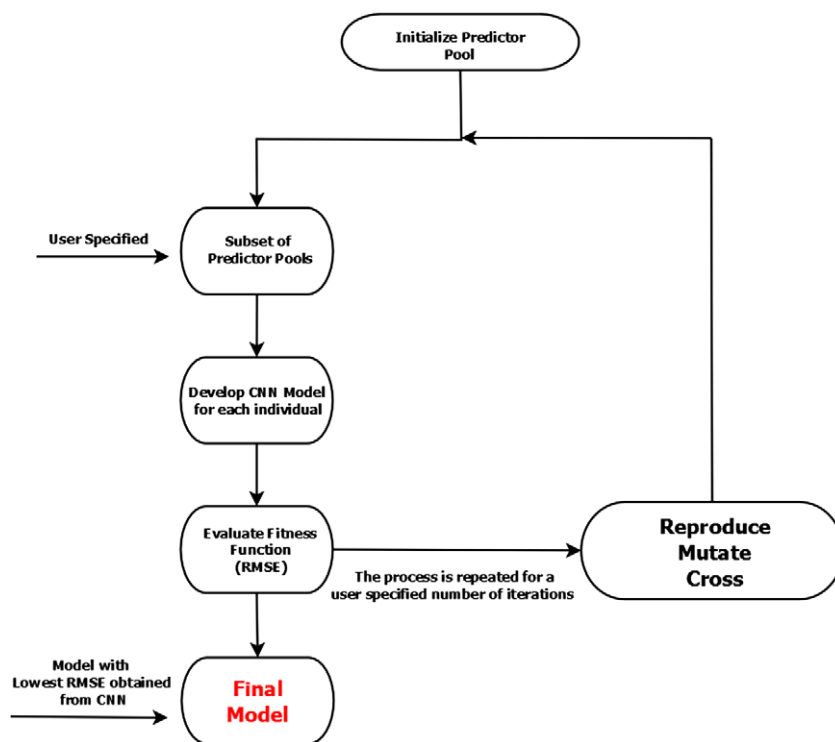 Initialize Predictor
Pool
User Specified
Subset of
Predictor Pools
Develop CNN Model
for each individual
Evaluate Fitness
Function
(RMSE)
The process is repeated for a
user specified number of iterations
Reproduce
Mutate
Cross
Model with
Lowest RMSE obtained
from CNN
Final
Model